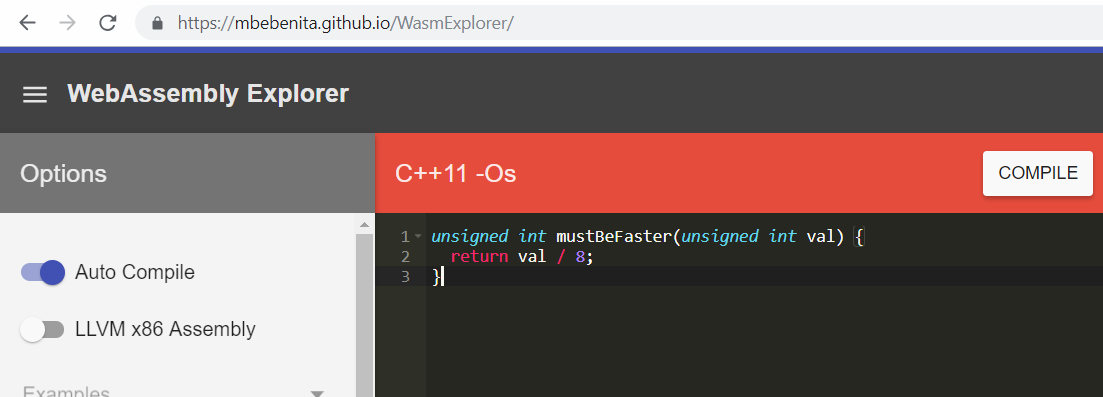 https://mbebenita.github.io/WasmExplorer/
WebAssembly Explorer
Options
C++11 -Os
COMPILE
1 unsigned int mustBeFaster(unsigned int val) {
2 return val / 8;
3 }
Auto Compile
LLVM x86 Assembly
Examples